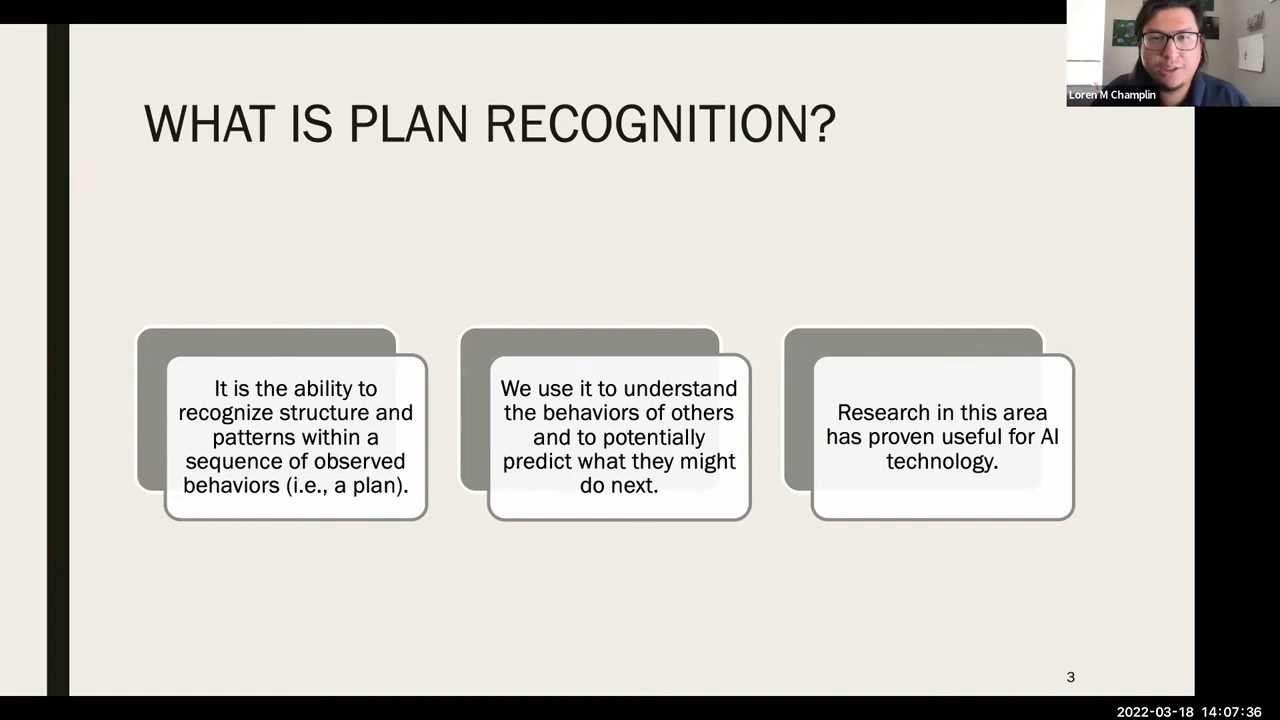 Loren M Champlin
WHAT IS PLAN RECOGNITION?
It is the ability to
recognize structure and
patterns within a
sequence of observed
behaviors (i.e., a plan).
We use it to understand
the behaviors of others
and to potentially
predict what they might
do next.
Research in this area
has proven useful for AI
technology.
3
2022-03-18 14:07:36